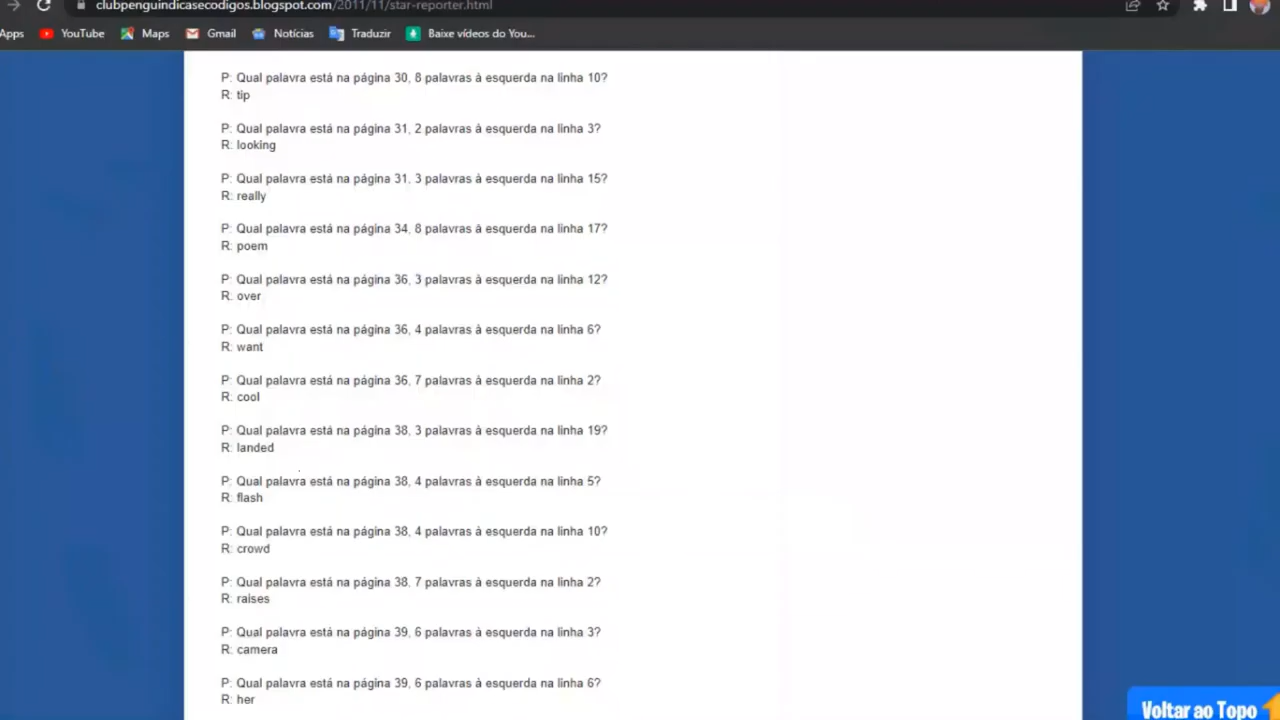 clubpenguindicasecodigos.blogspot.com/2011/11/star-reporter.html
Apps YouTube Maps Gmail Notícias Traduzir Baixe vídeos do You...
P: Qual palavra está na página 30, 8 palavras à esquerda na linha 10?
R: tip
P: Qual palavra está na página 31, 2 palavras à esquerda na linha 3?
R: looking
P: Qual palavra está na página 31, 3 palavras à esquerda na linha 15?
R: really
P: Qual palavra está na página 34, 8 palavras à esquerda na linha 17?
R: poem
P: Qual palavra está na página 36, 3 palavras à esquerda na linha 12?
R: over
P: Qual palavra está na página 36, 4 palavras à esquerda na linha 6?
R: want
P: Qual palavra está na página 36, 7 palavras à esquerda na linha 2?
R: cool
P: Qual palavra está na página 38, 3 palavras à esquerda na linha 19?
R: landed
P: Qual palavra está na página 38, 4 palavras à esquerda na linha 5?
R: flash
P: Qual palavra está na página 38, 4 palavras à esquerda na linha 10?
R: crowd
P: Qual palavra está na página 38, 7 palavras à esquerda na linha 2?
R: raises
P: Qual palavra está na página 39, 6 palavras à esquerda na linha 3?
R: camera
P: Qual palavra está na página 39, 6 palavras à esquerda na linha 6?
R: her
Voltar ao Topo